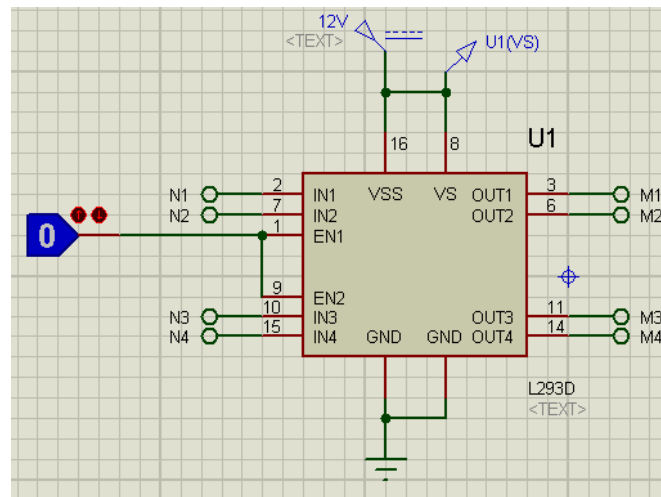 12V
<TEXT>
U1(VS)
16
8
U1
N1
2
IN1
VSS
VS
OUT1
3
M1
N2
7
IN2
OUT2
6
M2
0
1
EN1
9
EN2
N3
10
IN3
OUT3
11
M3
N4
15
IN4
GND
GND
OUT4
14
M4
L293D
<TEXT>